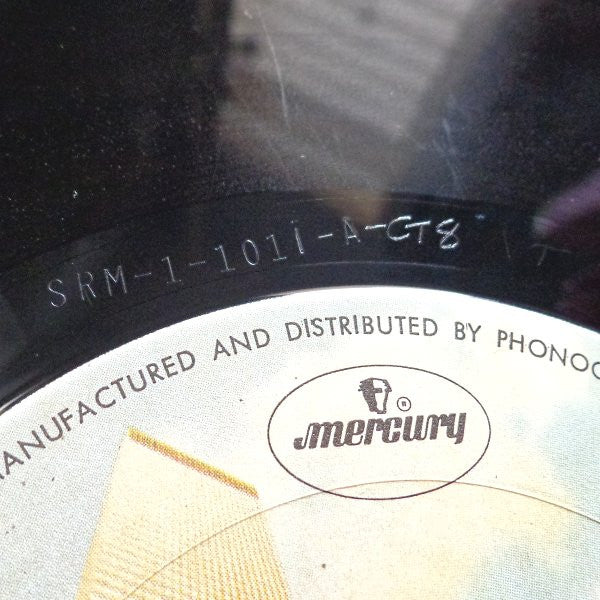 SRM-1-1011-A-CT8
MANUFACTURED AND DISTRIBUTED BY PHONOG
®
mercury